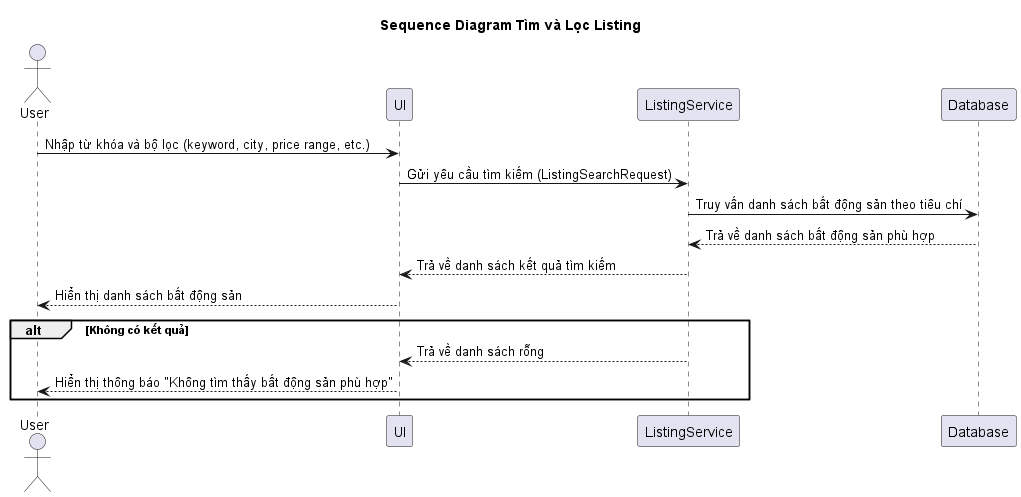 Sequence Diagram Tìm và Lọc Listing
User
UI
ListingService
Database
Nhập từ khóa và bộ lọc (keyword, city, price range, etc.)
Gửi yêu cầu tìm kiếm (ListingSearchRequest)
Truy vấn danh sách bất động sản theo tiêu chí
Trả về danh sách bất động sản phù hợp
Trả về danh sách kết quả tìm kiếm
Hiển thị danh sách bất động sản
alt [Không có kết quả]
Trả về danh sách rỗng
Hiển thị thông báo "Không tìm thấy bất động sản phù hợp"
User
UI
ListingService
Database